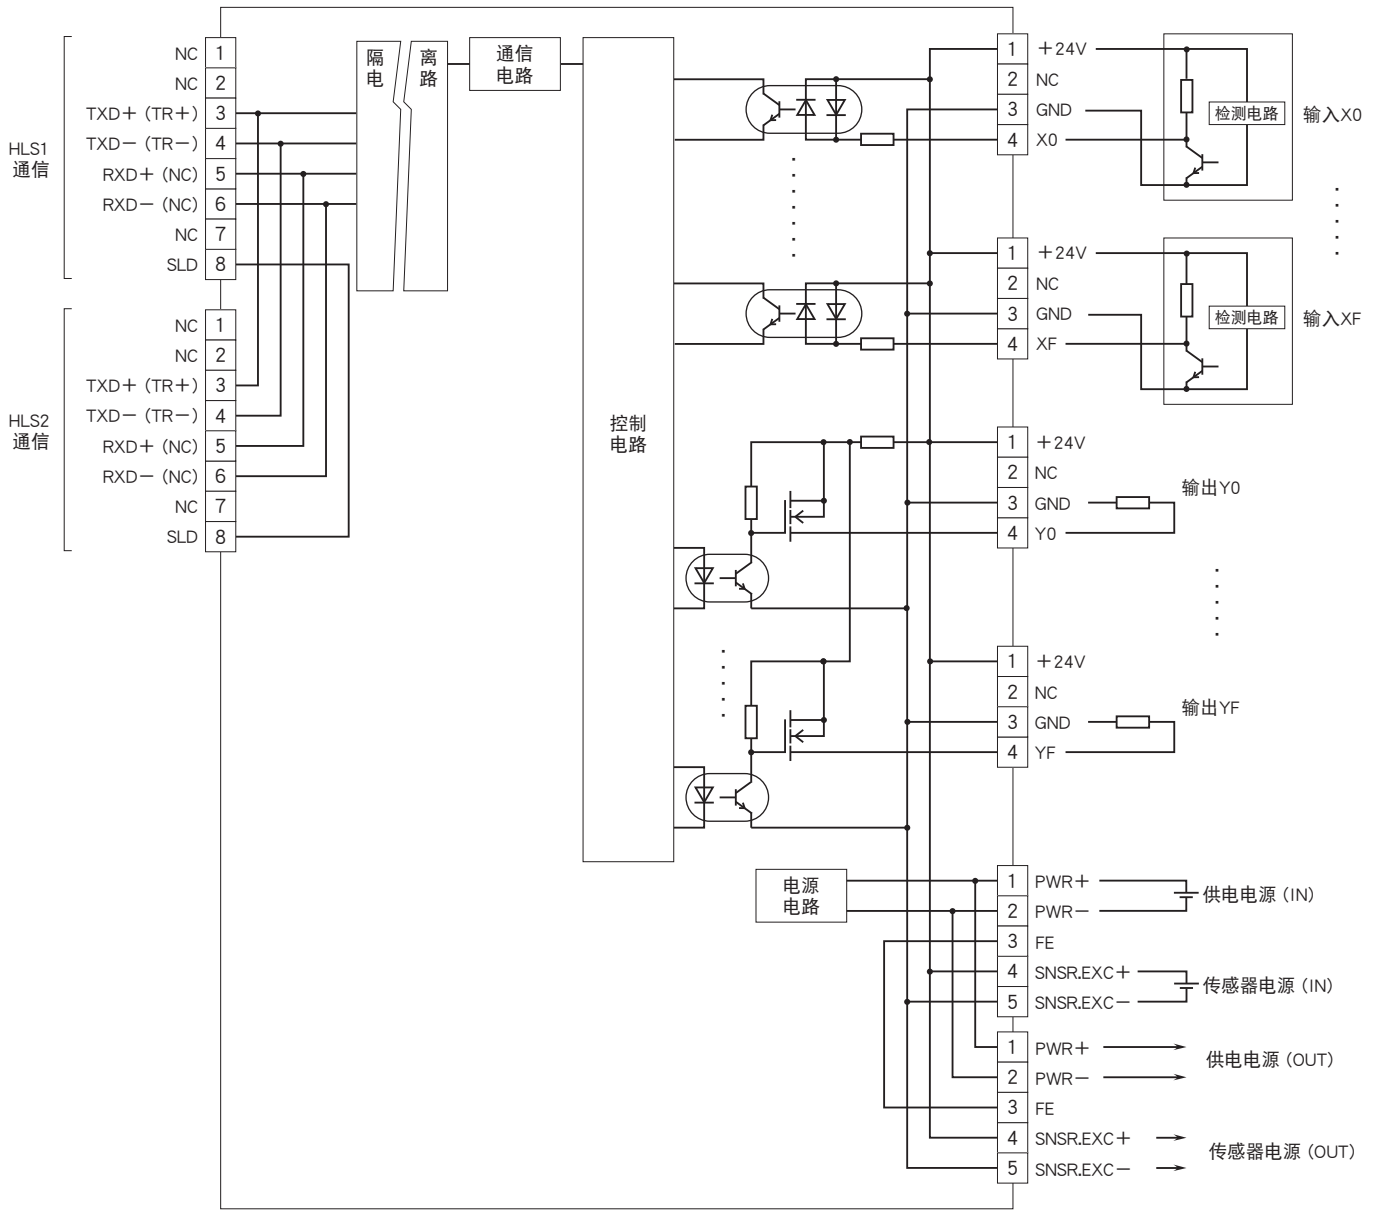 HLS1
通信
NC 1
NC 2
TXD＋ (TR＋) 3
TXD－ (TR－) 4
RXD＋ (NC) 5
RXD－ (NC) 6
NC 7
SLD 8
HLS2
通信
NC 1
NC 2
TXD＋ (TR＋) 3
TXD－ (TR－) 4
RXD＋ (NC) 5
RXD－ (NC) 6
NC 7
SLD 8
隔 离
电 路
通信
电路
控制
电路
1 ＋24V
2 NC
3 GND
4 X0
检测电路
输入X0
1 ＋24V
2 NC
3 GND
4 XF
检测电路
输入XF
1 ＋24V
2 NC
3 GND
4 Y0
输出Y0
1 ＋24V
2 NC
3 GND
4 YF
输出YF
电源
电路
1 PWR＋
2 PWR－
3 FE
4 SNSR.EXC＋
5 SNSR.EXC－
供电电源 (IN)
传感器电源 (IN)
1 PWR＋
2 PWR－
3 FE
4 SNSR.EXC＋
5 SNSR.EXC－
供电电源 (OUT)
传感器电源 (OUT)